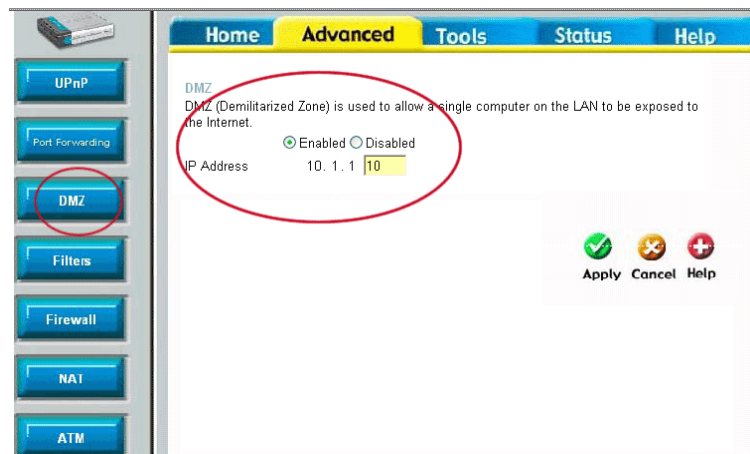 Home Advanced Tools Status Help
UPnP
Port Forwarding
DMZ
Filters
Firewall
NAT
ATM
DMZ
DMZ (Demilitarized Zone) is used to allow a single computer on the LAN to be exposed to
the Internet.
Enabled Disabled
IP Address 10. 1. 1 10
Apply Cancel Help